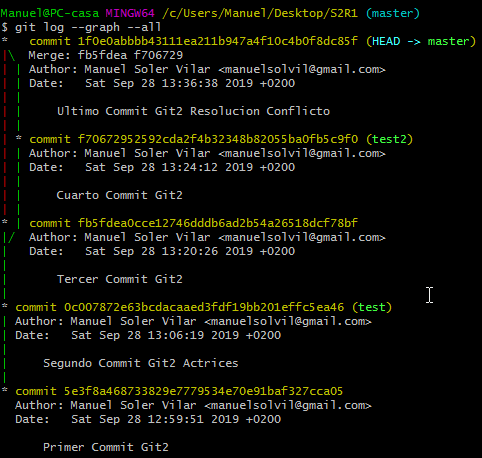 Manuel@PC-casa MINGW64 /c/Users/Manuel/Desktop/S2R1 (master)
$ git log --graph --all
*   commit 1f0e0abbbb43111ea211b947a4f10c4b0f8dc85f (HEAD -> master)
|\  Merge: fb5fdea f706729
| | Author: Manuel Soler Vilar <manuelsolvil@gmail.com>
| | Date:   Sat Sep 28 13:36:38 2019 +0200
| |
| |     Ultimo Commit Git2 Resolucion Conflicto
| |
| * commit f70672952592cda2f4b32348b82055ba0fb5c9f0 (test2)
| | Author: Manuel Soler Vilar <manuelsolvil@gmail.com>
| | Date:   Sat Sep 28 13:24:12 2019 +0200
| |
| |     Cuarto Commit Git2
| |
* | commit fb5fdea0cce12746dddb6ad2b54a26518dcf78bf
|/  Author: Manuel Soler Vilar <manuelsolvil@gmail.com>
|   Date:   Sat Sep 28 13:20:26 2019 +0200
|
|       Tercer Commit Git2
|
* commit 0c007872e63bcdacaaed3fdf19bb201effc5ea46 (test)
| Author: Manuel Soler Vilar <manuelsolvil@gmail.com>
| Date:   Sat Sep 28 13:06:19 2019 +0200
|
|     Segundo Commit Git2 Actrices
|
* commit 5e3f8a468733829e7779534e70e91baf327cca05
  Author: Manuel Soler Vilar <manuelsolvil@gmail.com>
  Date:   Sat Sep 28 12:59:51 2019 +0200

      Primer Commit Git2